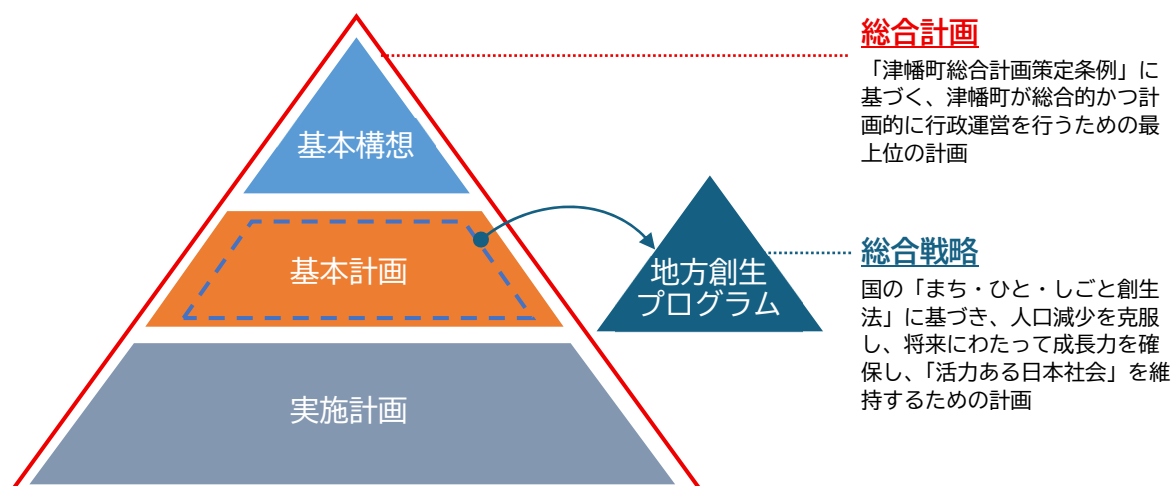 総合計画
「津幡町総合計画策定条例」に
基づく、津幡町が総合的かつ計
画的に行政運営を行うための最
上位の計画
基本構想
基本計画
実施計画
地方創生
プログラム
総合戦略
国の「まち・ひと・しごと創生
法」に基づき、人口減少を克服
し、将来にわたって成長力を確
保し、「活力ある日本社会」を維
持するための計画